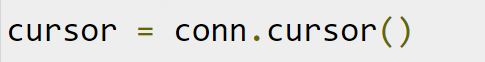 cursor = conn.cursor()